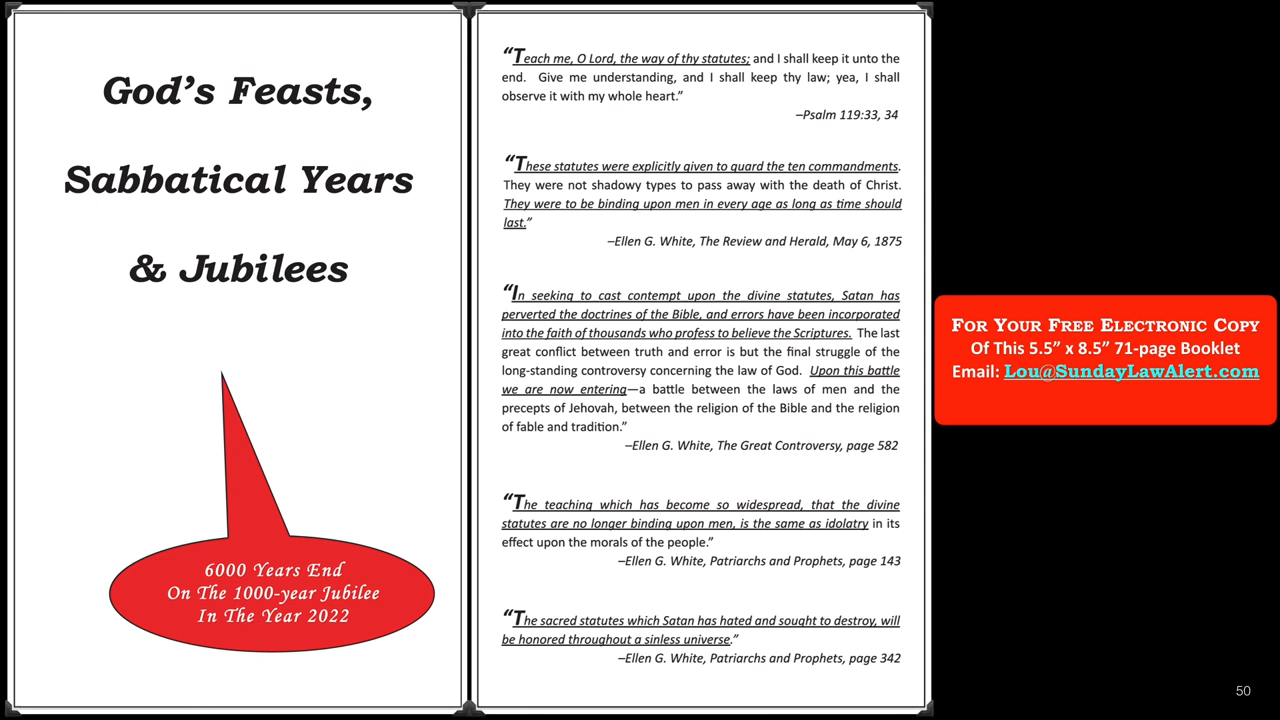 God's Feasts,
Sabbatical Years
& Jubilees
6000 Years End
On The 1000-year Jubilee
In The Year 2022
“Teach me, O Lord, the way of thy statutes; and I shall keep it unto the
end. Give me understanding, and I shall keep thy law; yea, I shall
observe it with my whole heart.”
–Psalm 119:33, 34
“These statutes were explicitly given to guard the ten commandments.
They were not shadowy types to pass away with the death of Christ.
They were to be binding upon men in every age as long as time should
last.”
–Ellen G. White, The Review and Herald, May 6, 1875
“In seeking to cast contempt upon the divine statutes, Satan has
perverted the doctrines of the Bible, and errors have been incorporated
into the faith of thousands who profess to believe the Scriptures. The last
great conflict between truth and error is but the final struggle of the
long-standing controversy concerning the law of God. Upon this battle
we are now entering—a battle between the laws of men and the
precepts of Jehovah, between the religion of the Bible and the religion
of fable and tradition.”
–Ellen G. White, The Great Controversy, page 582
“The teaching which has become so widespread, that the divine
statutes are no longer binding upon men, is the same as idolatry in its
effect upon the morals of the people.”
–Ellen G. White, Patriarchs and Prophets, page 143
“The sacred statutes which Satan has hated and sought to destroy, will
be honored throughout a sinless universe.”
–Ellen G. White, Patriarchs and Prophets, page 342
For Your Free Electronic Copy
Of This 5.5” x 8.5” 71-page Booklet
Email: Lou@SundayLawAlert.com
50